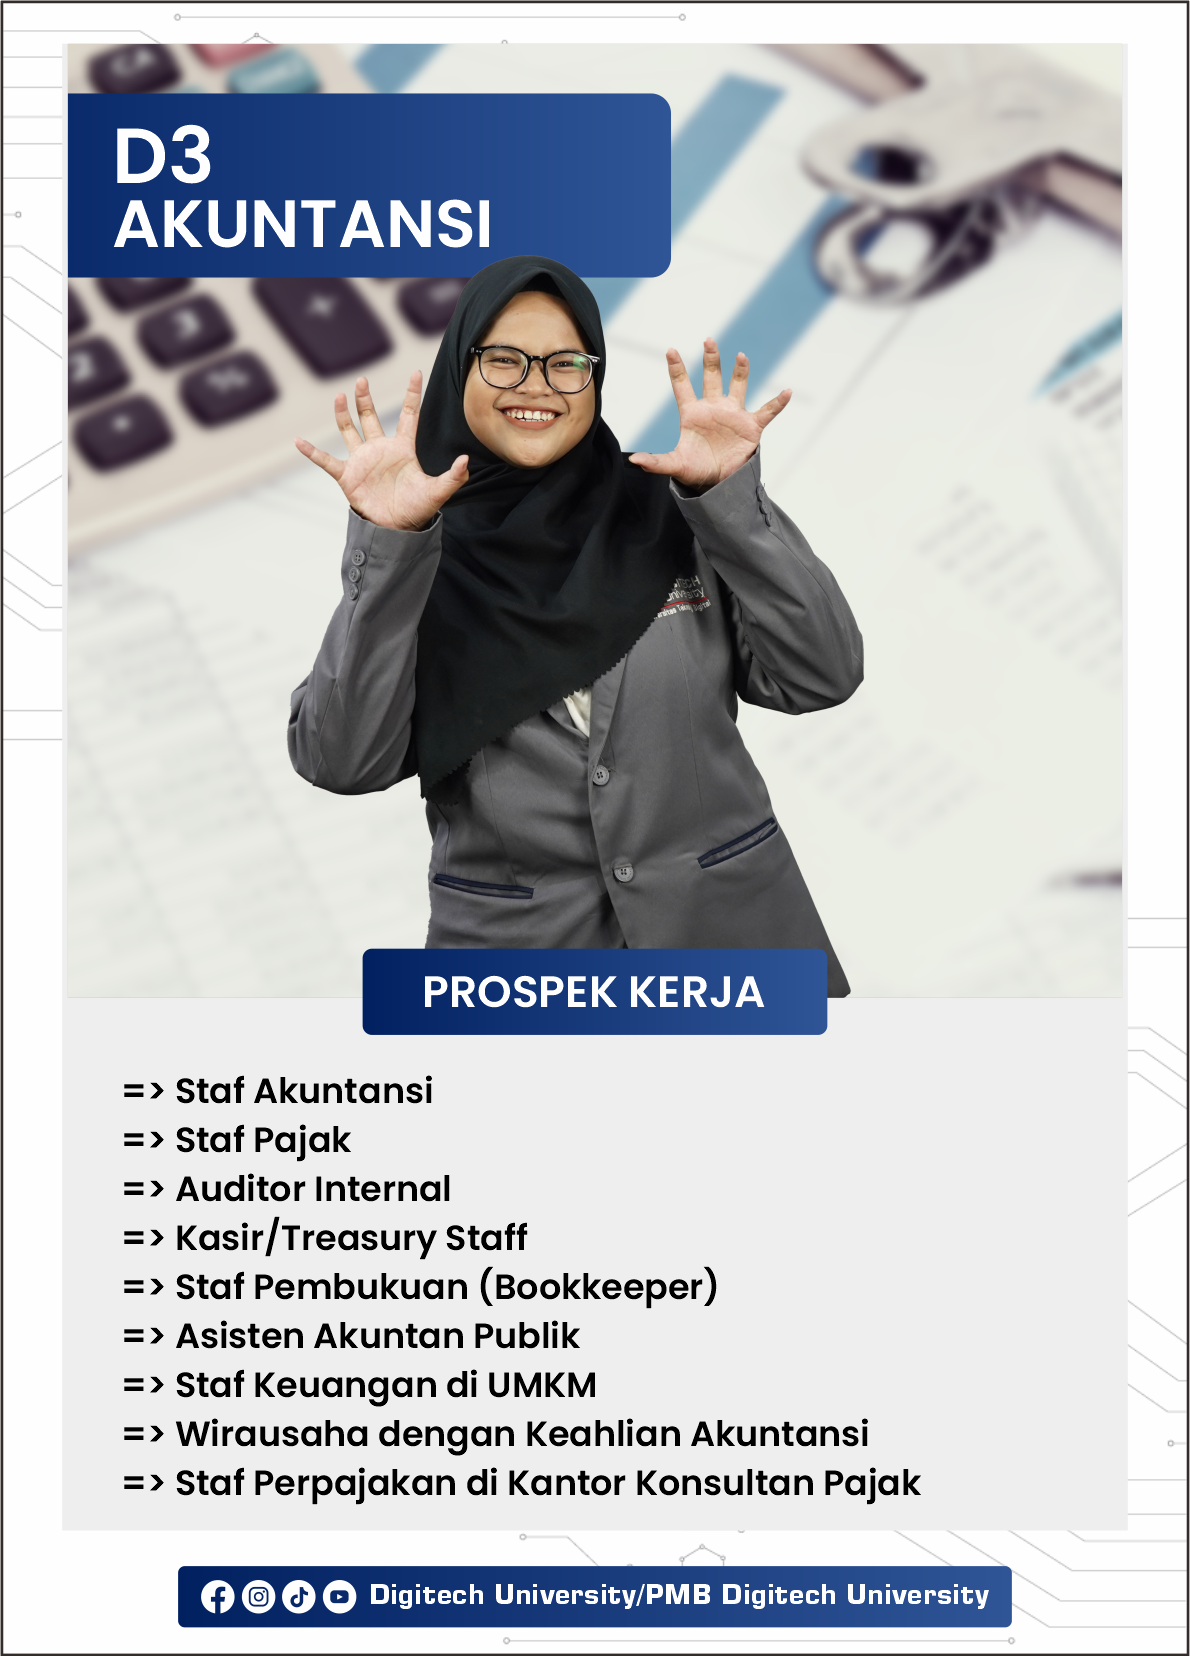 D3
AKUNTANSI
PROSPEK KERJA
=> Staf Akuntansi
=> Staf Pajak
=> Auditor Internal
=> Kasir/Treasury Staff
=> Staf Pembukuan (Bookkeeper)
=> Asisten Akuntan Publik
=> Staf Keuangan di UMKM
=> Wirausaha dengan Keahlian Akuntansi
=> Staf Perpajakan di Kantor Konsultan Pajak
Digitech University/PMB Digitech University